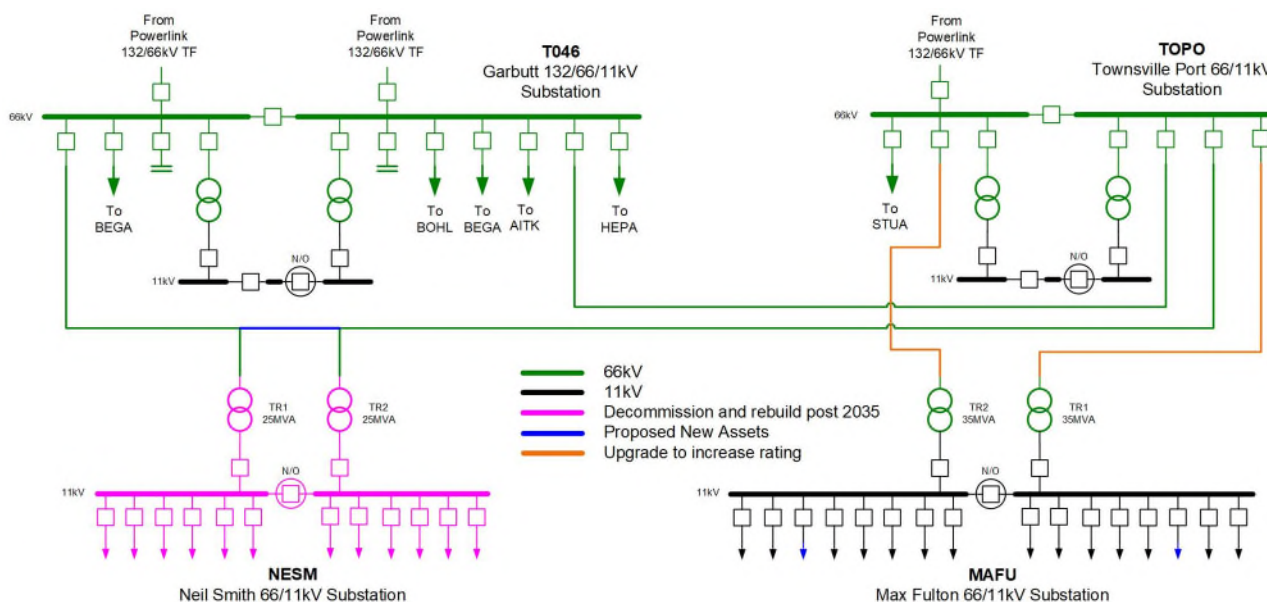 From
Powerlink
132/66kV TF
From
Powerlink
132/66kV TF
T046
Garbutt 132/66/11kV
Substation
From
Powerlink
132/66kV TF
TOPO
Townsville Port 66/11kV
Substation
66kV
66kV
To
BEGA
To
BOHL
To
BEGA
To
AITK
To
HEPA
To
STUA
N/O
11kV
N/O
11kV
TR1
25MVA
TR2
25MVA
66kV
11kV
Decommission and rebuild post 2035
Proposed New Assets
Upgrade to increase rating
TR2
35MVA
TR1
35MVA
N/O
11kV
N/O
11kV
NESM
Neil Smith 66/11kV Substation
MAFU
Max Fulton 66/11kV Substation